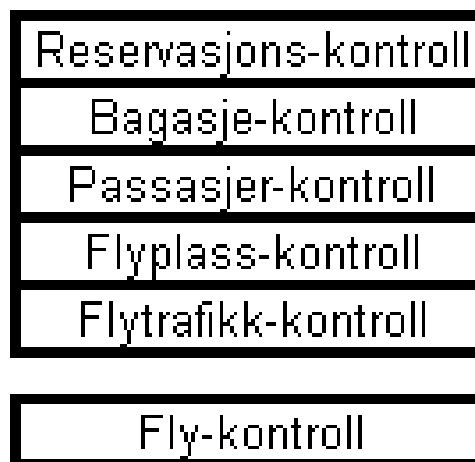 Reservasjons-kontroll
Bagasje-kontroll
Passasjer-kontroll
Flyplass-kontroll
Flytrafikk-kontroll
Fly-kontroll